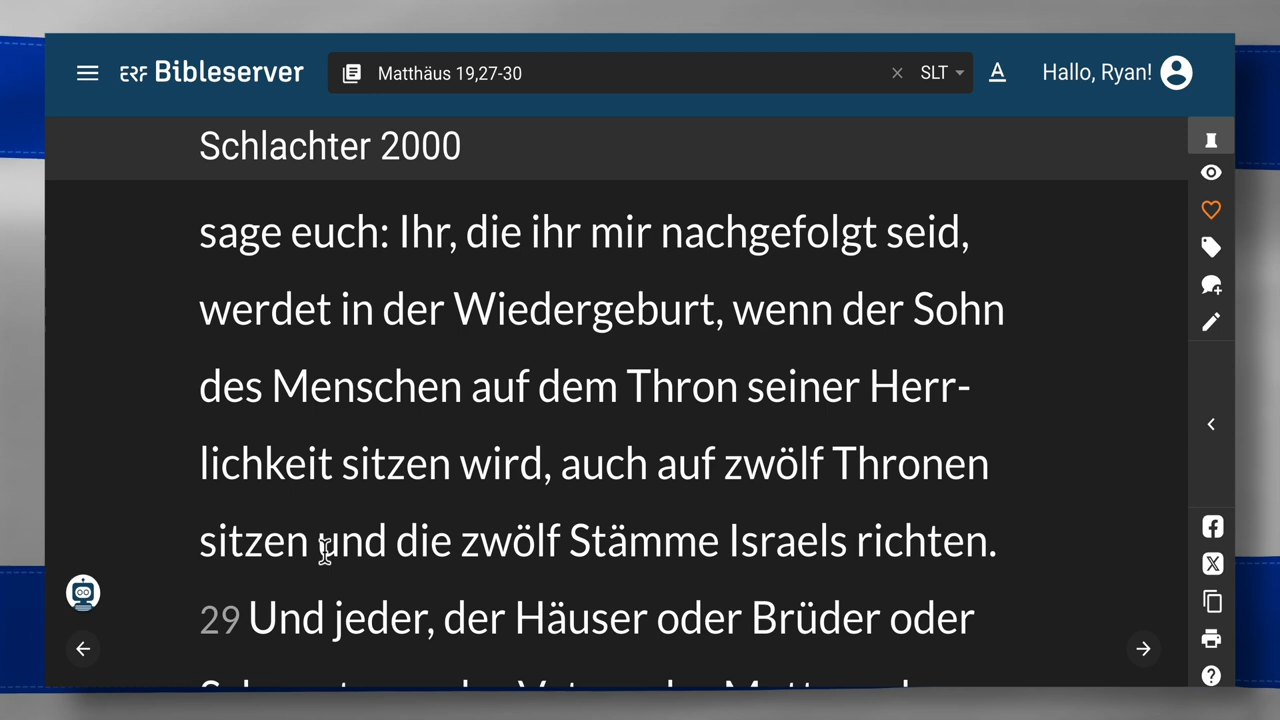 ERF Bibleserver
Matthäus 19,27-30
SLT
A
Hallo, Ryan!
Schlachter 2000
sage euch: Ihr, die ihr mir nachgefolgt seid,
werdet in der Wiedergeburt, wenn der Sohn
des Menschen auf dem Thron seiner Herr-
lichkeit sitzen wird, auch auf zwölf Thronen
sitzen und die zwölf Stämme Israels richten.
29 Und jeder, der Häuser oder Brüder oder